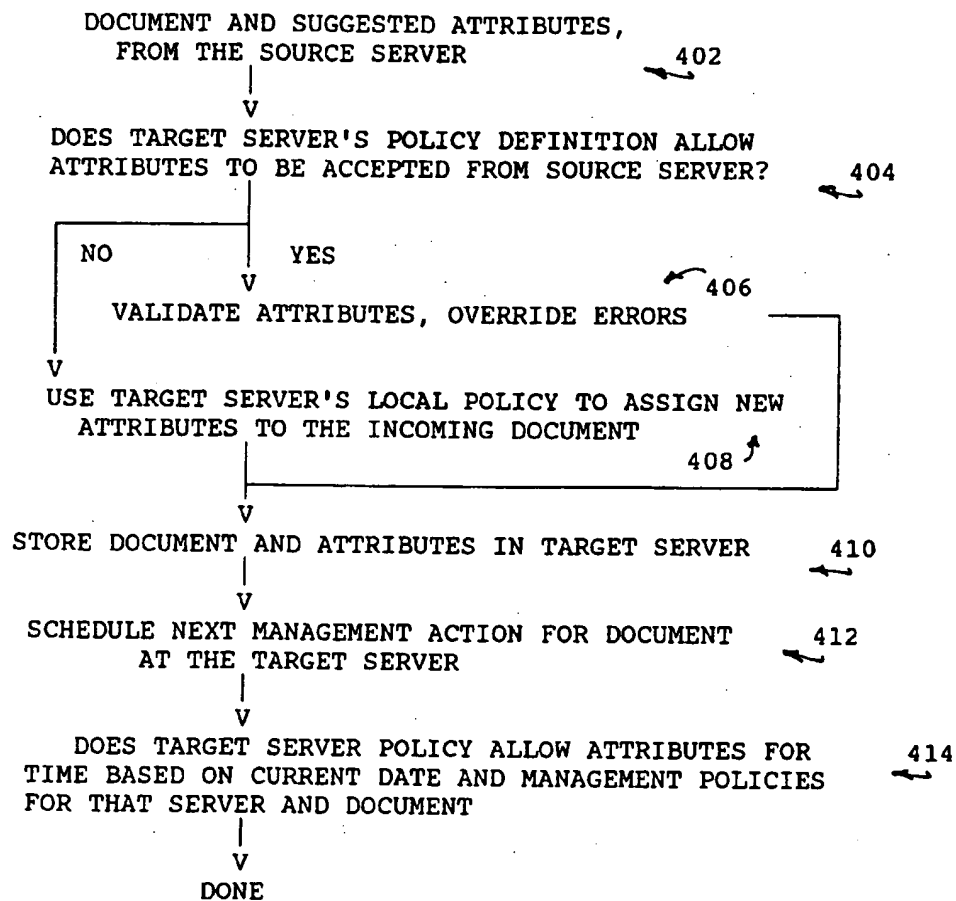 DOCUMENT AND SUGGESTED ATTRIBUTES,
FROM THE SOURCE SERVER 402
V
DOES TARGET SERVER'S POLICY DEFINITION ALLOW
ATTRIBUTES TO BE ACCEPTED FROM SOURCE SERVER? 404
NO YES
V
406
VALIDATE ATTRIBUTES, OVERRIDE ERRORS
V
USE TARGET SERVER'S LOCAL POLICY TO ASSIGN NEW
ATTRIBUTES TO THE INCOMING DOCUMENT
408
V
STORE DOCUMENT AND ATTRIBUTES IN TARGET SERVER 410
V
SCHEDULE NEXT MANAGEMENT ACTION FOR DOCUMENT 412
AT THE TARGET SERVER
V
DOES TARGET SERVER POLICY ALLOW ATTRIBUTES FOR 414
TIME BASED ON CURRENT DATE AND MANAGEMENT POLICIES
FOR THAT SERVER AND DOCUMENT
V
DONE